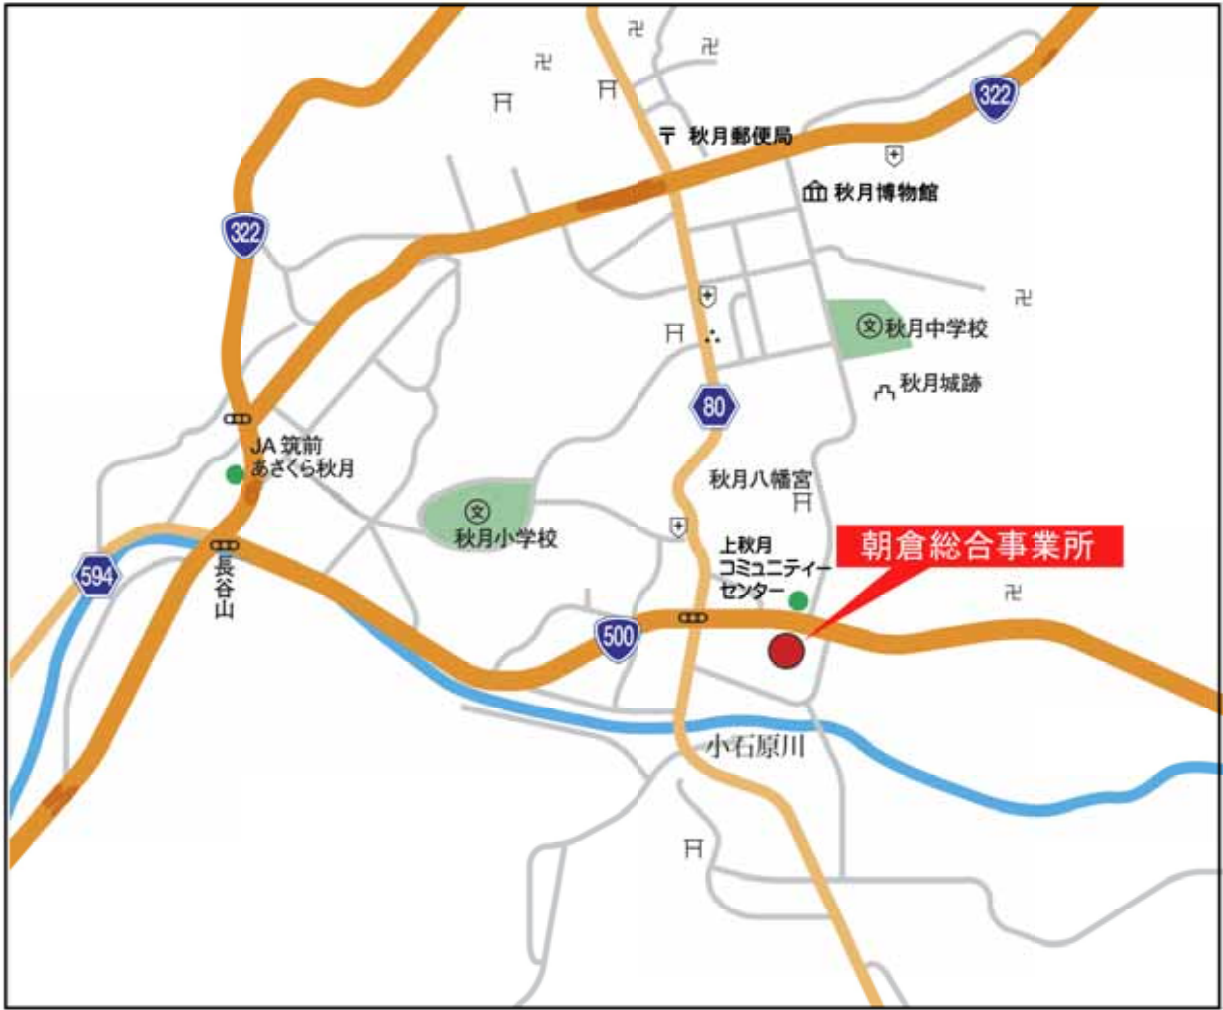 322
〒 秋月郵便局
秋月博物館
322
文 秋月中学校
秋月城跡
80
JA 筑前
あさくら秋月
秋月八幡宮
文
秋月小学校
朝倉総合事業所
上秋月
コミュニティー
センター
594
長谷山
500
小石原川